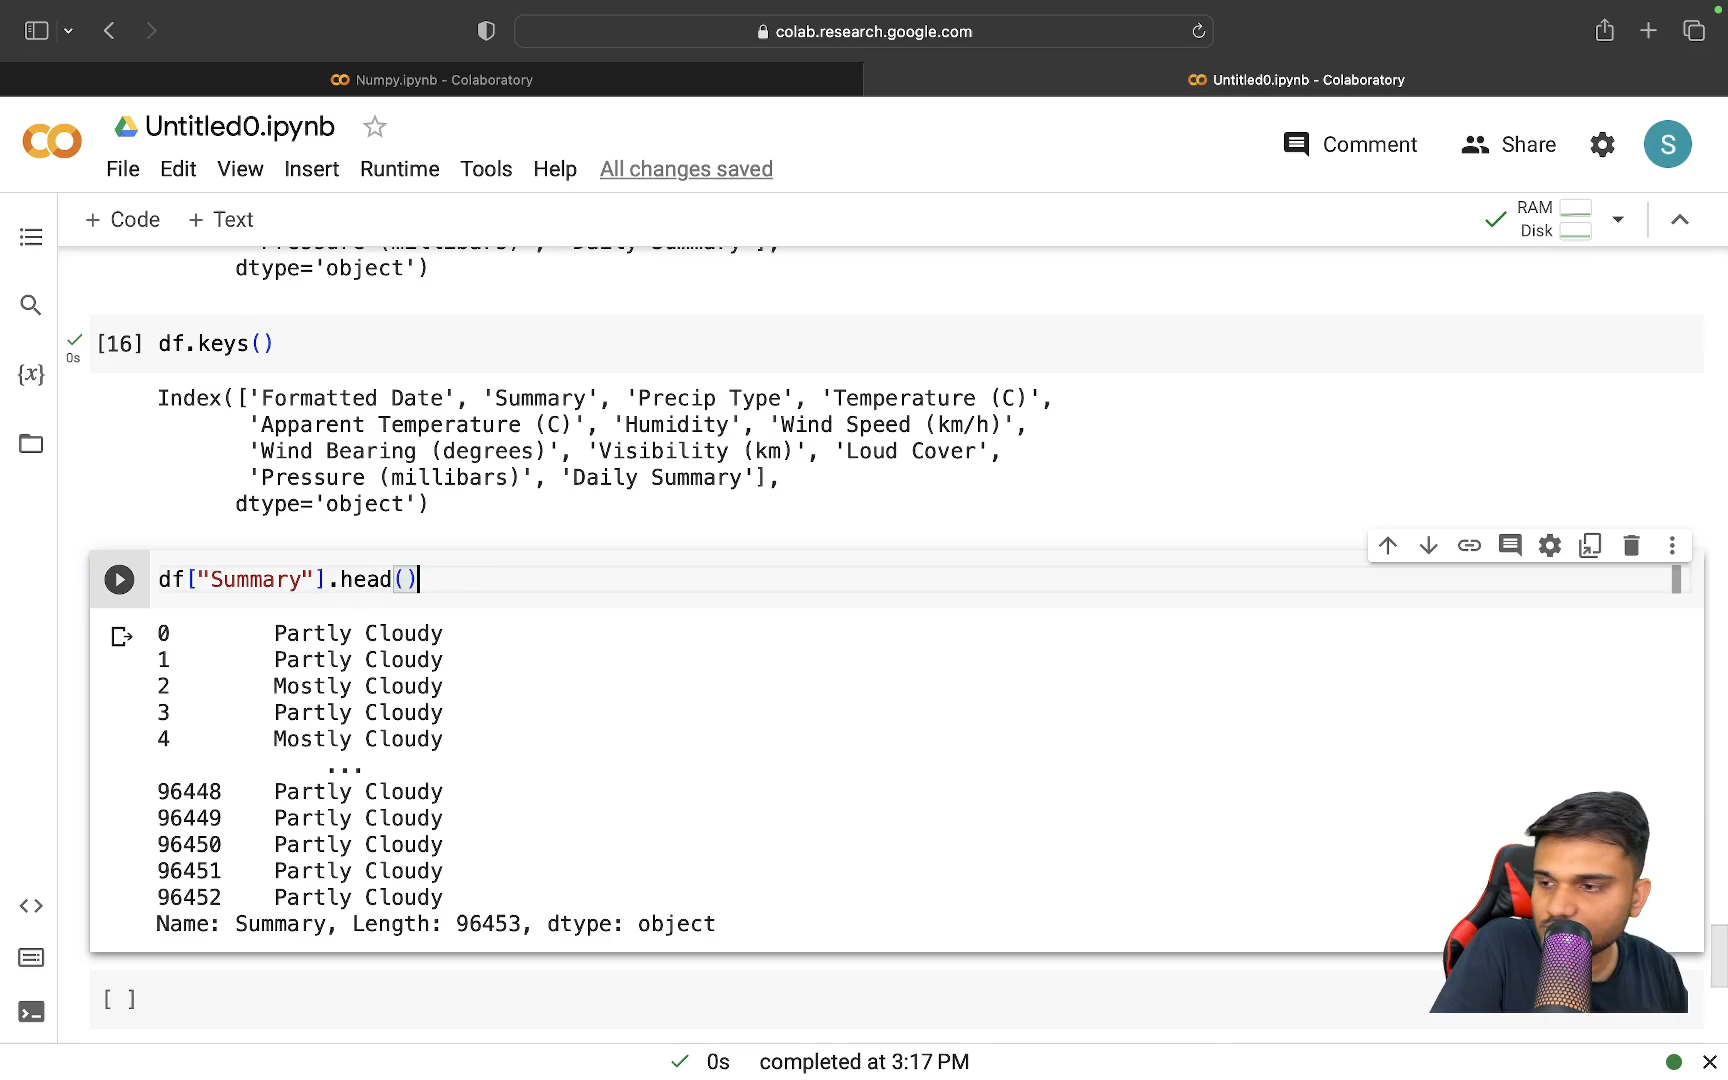 colab.research.google.com
Numpy.ipynb - Colaboratory
Untitled0.ipynb - Colaboratory
Untitled0.ipynb
Comment
Share
S
File Edit View Insert Runtime Tools Help All changes saved
+ Code + Text
RAM
Disk
'Pressure (millibars)', 'Daily Summary'],
dtype='object')
0s
[16] df.keys()
Index(['Formatted Date', 'Summary', 'Precip Type', 'Temperature (C)',
'Apparent Temperature (C)', 'Humidity', 'Wind Speed (km/h)',
'Wind Bearing (degrees)', 'Visibility (km)', 'Loud Cover',
'Pressure (millibars)', 'Daily Summary'],
dtype='object')
df["Summary"].head()
0 Partly Cloudy
1 Partly Cloudy
2 Mostly Cloudy
3 Partly Cloudy
4 Mostly Cloudy
...
96448 Partly Cloudy
96449 Partly Cloudy
96450 Partly Cloudy
96451 Partly Cloudy
96452 Partly Cloudy
Name: Summary, Length: 96453, dtype: object
[ ]
0s completed at 3:17 PM